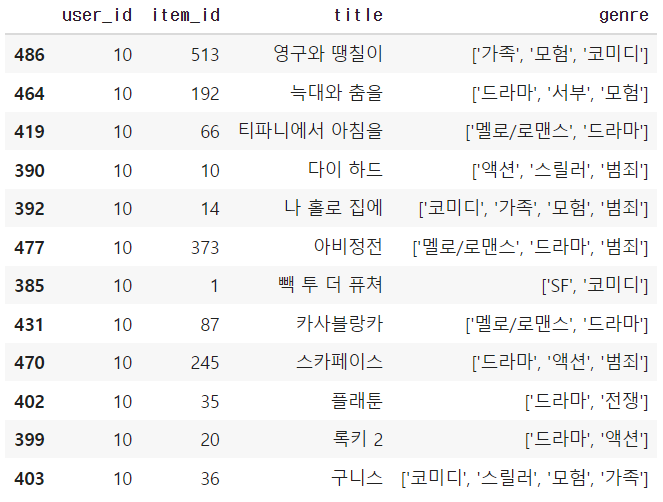 user_id item_id title genre
486 10 513 영구와 땡칠이 ['가족', '모험', '코미디']
464 10 192 늑대와 춤을 ['드라마', '서부', '모험']
419 10 66 티파니에서 아침을 ['멜로/로맨스', '드라마']
390 10 10 다이 하드 ['액션', '스릴러', '범죄']
392 10 14 나 홀로 집에 ['코미디', '가족', '모험', '범죄']
477 10 373 아비정전 ['멜로/로맨스', '드라마', '범죄']
385 10 1 빽 투 더 퓨쳐 ['SF', '코미디']
431 10 87 카사블랑카 ['멜로/로맨스', '드라마']
470 10 245 스카페이스 ['드라마', '액션', '범죄']
402 10 35 플래툰 ['드라마', '전쟁']
399 10 20 록키 2 ['드라마', '액션']
403 10 36 구니스 ['코미디', '스릴러', '모험', '가족']